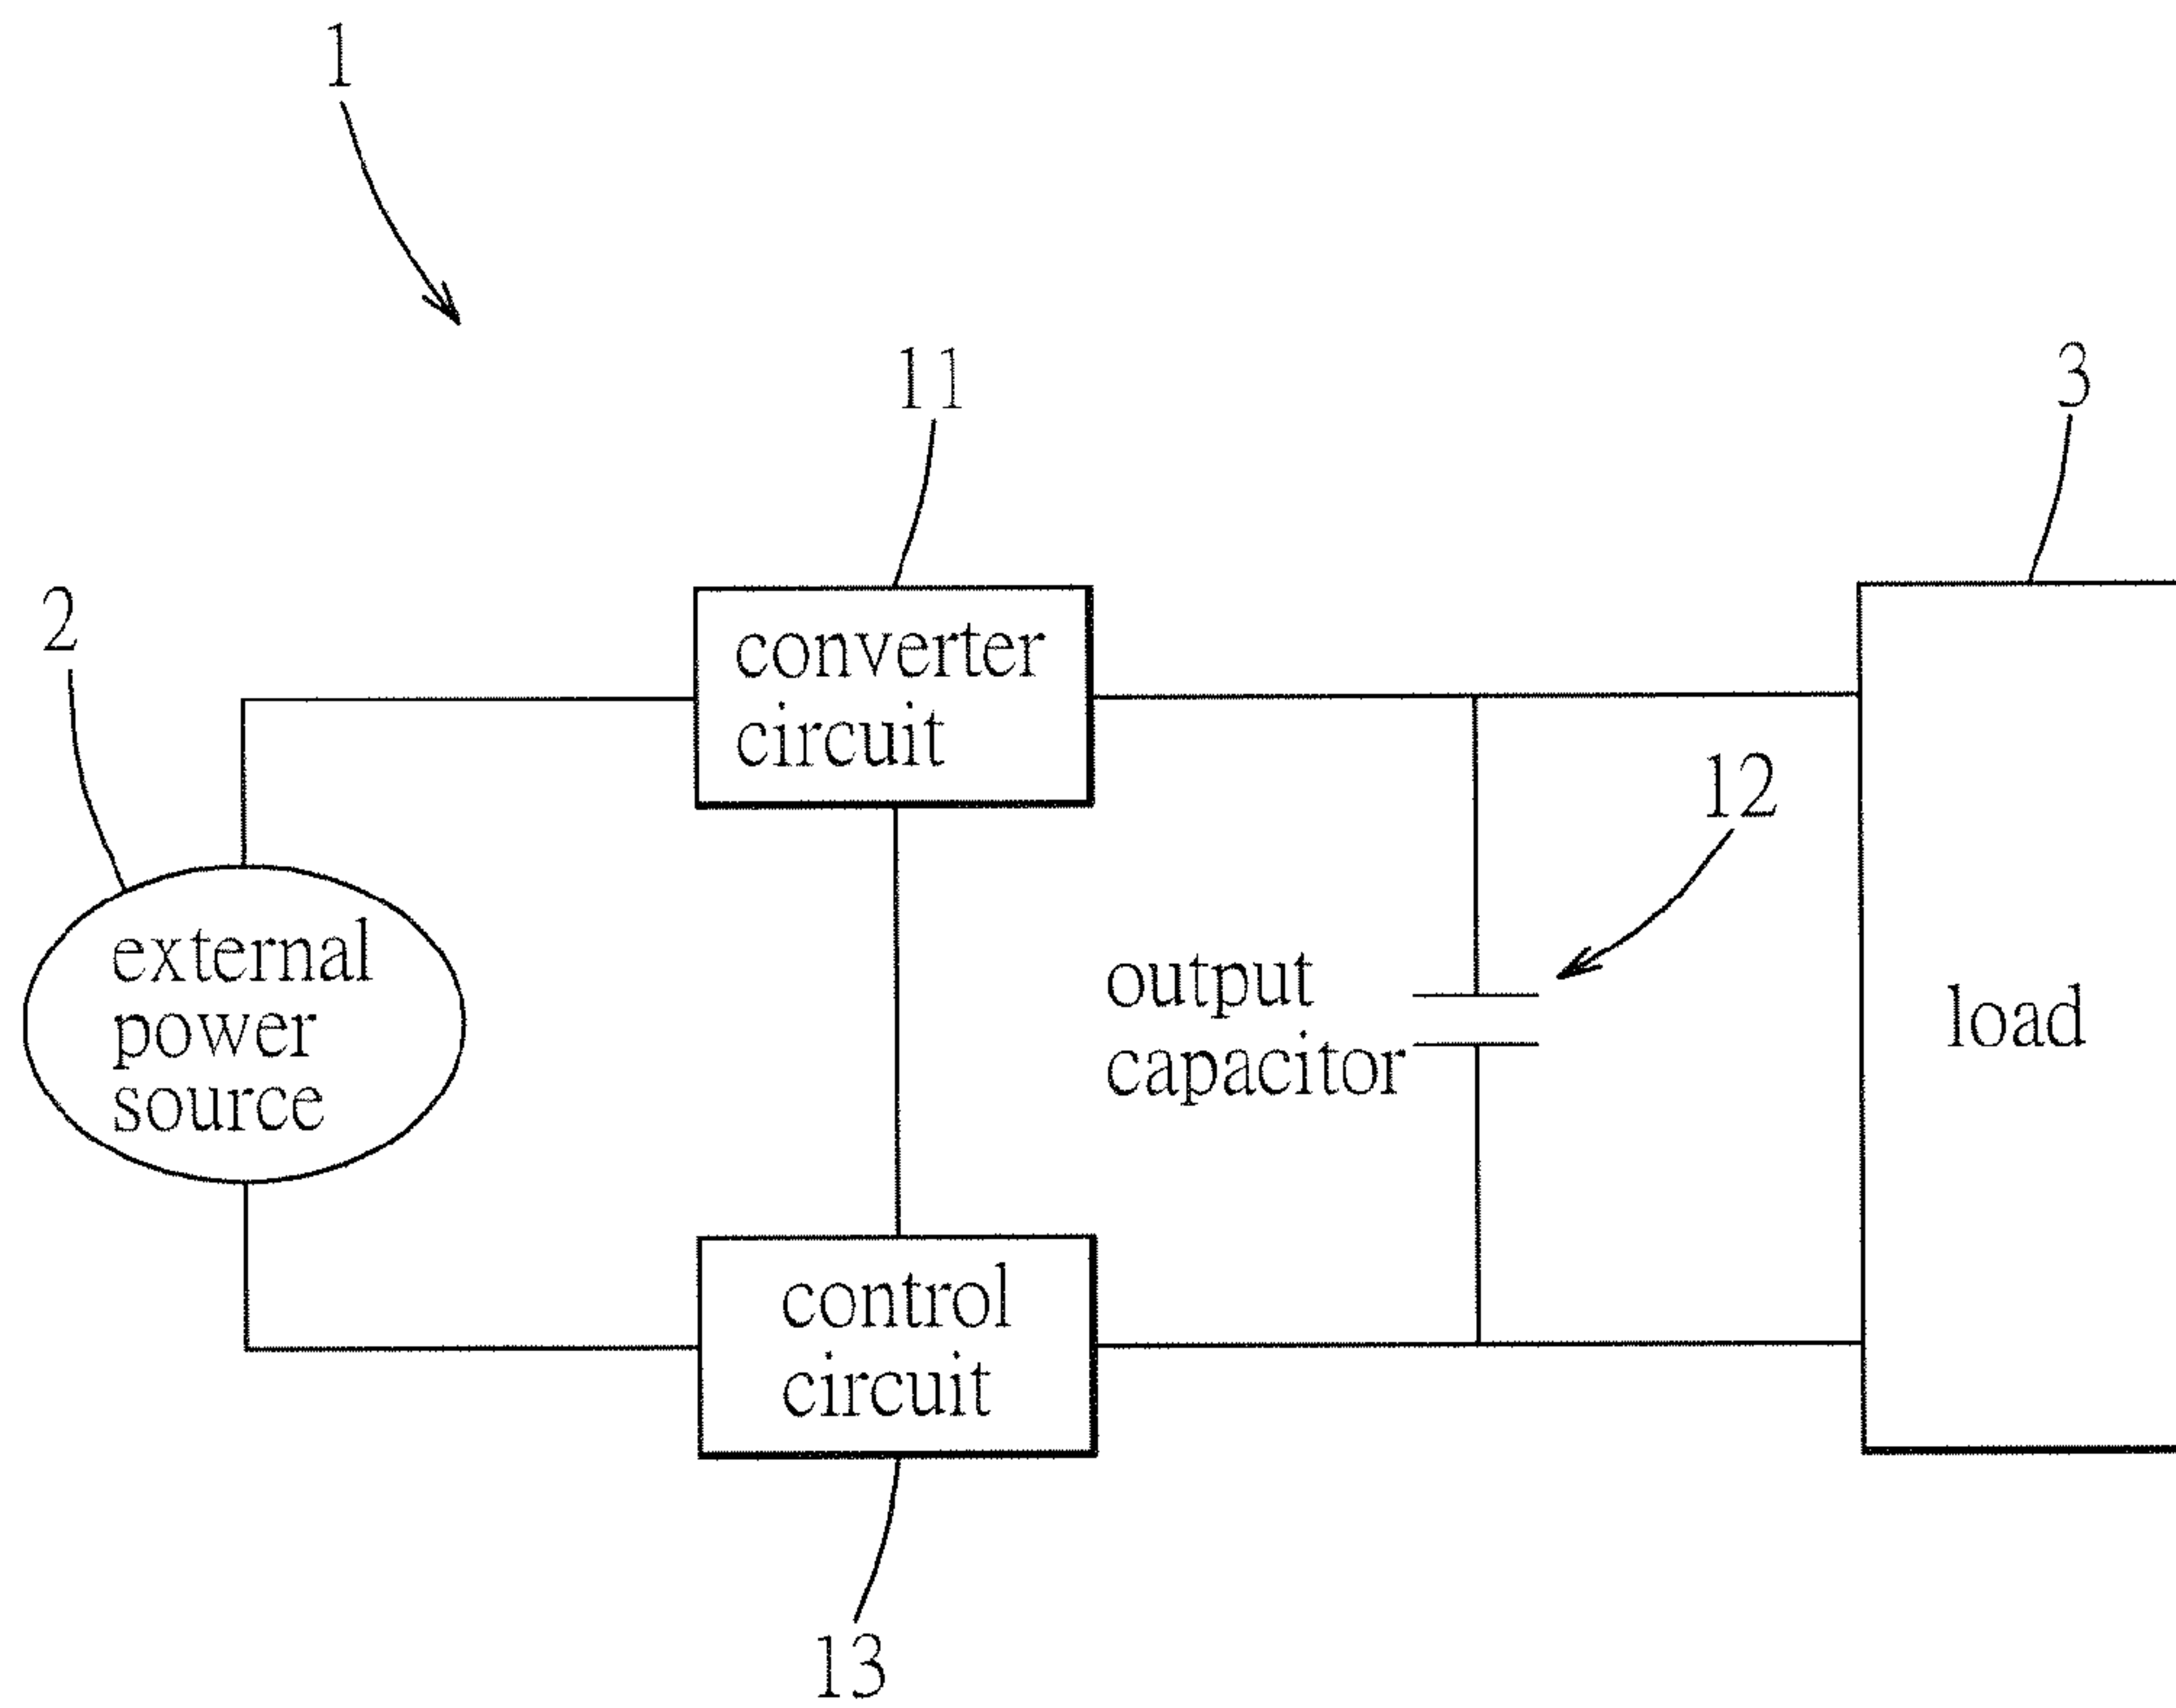 1
11
3
2
converter
circuit
12
external
power
source
output
capacitor
load
control
circuit
13